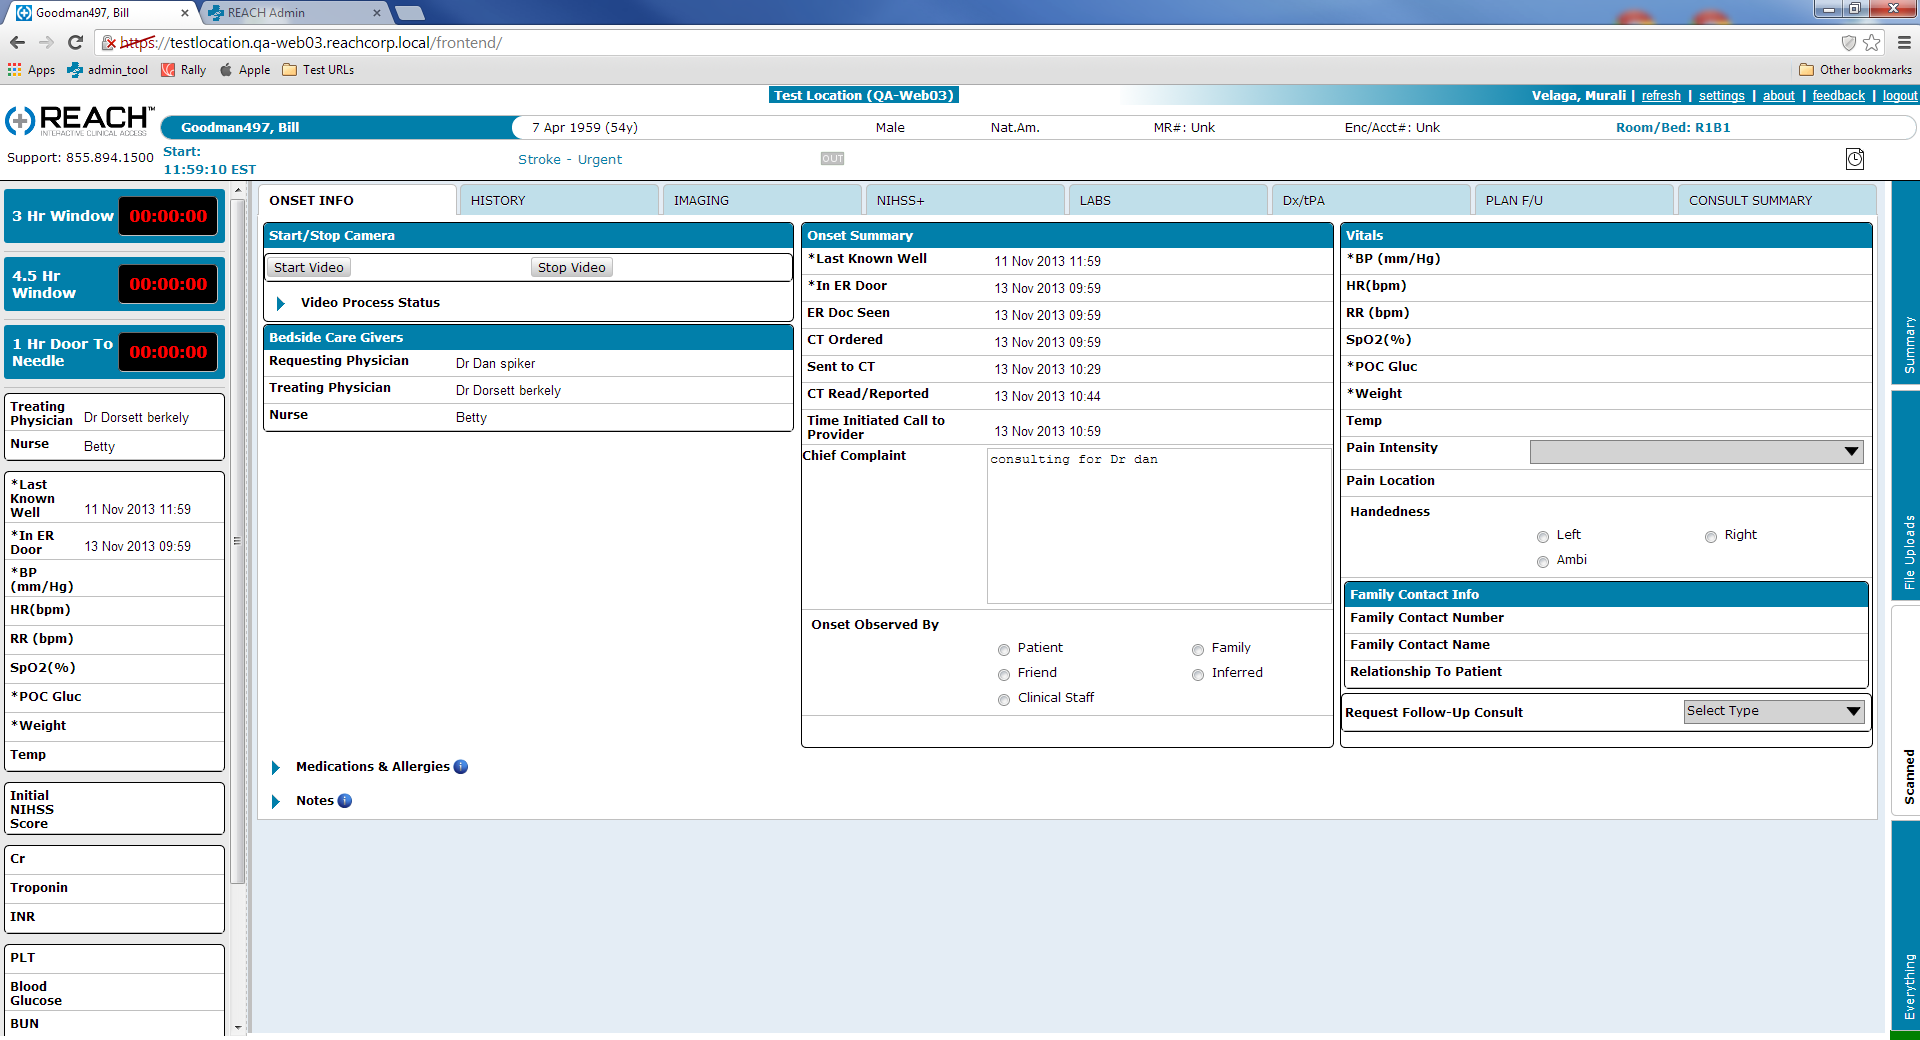 Goodman497, Bill
REACH Admin
https://testlocation.qa-web03.reachcorp.local/frontend/
Apps admin_tool Rally Apple Test URLs Other bookmarks
Test Location (QA-Web03)
Velaga, Murali | refresh | settings | about | feedback | logout
REACH™
INTERACTIVE CLINICAL ACCESS
Goodman497, Bill 7 Apr 1959 (54y) Male Nat.Am. MR#: Unk Enc/Acct#: Unk Room/Bed: R1B1
Support: 855.894.1500
Start:
11:59:10 EST
Stroke - Urgent
OUT
3 Hr Window 00:00:00
4.5 Hr
Window
00:00:00
1 Hr Door To
Needle
00:00:00
Treating
Physician Dr Dorsett berkely
Nurse Betty
*Last
Known
Well 11 Nov 2013 11:59
*In ER
Door 13 Nov 2013 09:59
*BP
(mm/Hg)
HR(bpm)
RR (bpm)
SpO2(%)
*POC Gluc
*Weight
Temp
Initial
NIHSS
Score
Cr
Troponin
INR
PLT
Blood
Glucose
BUN
ONSET INFO HISTORY IMAGING NIHSS+ LABS Dx/tPA PLAN F/U CONSULT SUMMARY
Start/Stop Camera
Start Video Stop Video
Video Process Status
Bedside Care Givers
Requesting Physician Dr Dan spiker
Treating Physician Dr Dorsett berkely
Nurse Betty
Onset Summary
*Last Known Well 11 Nov 2013 11:59
*In ER Door 13 Nov 2013 09:59
ER Doc Seen 13 Nov 2013 09:59
CT Ordered 13 Nov 2013 09:59
Sent to CT 13 Nov 2013 10:29
CT Read/Reported 13 Nov 2013 10:44
Time Initiated Call to
Provider 13 Nov 2013 10:59
Chief Complaint consulting for Dr dan
Onset Observed By
Patient Family
Friend Inferred
Clinical Staff
Vitals
*BP (mm/Hg)
HR(bpm)
RR (bpm)
SpO2(%)
*POC Gluc
*Weight
Temp
Pain Intensity
Pain Location
Handedness
Left Right
Ambi
Family Contact Info
Family Contact Number
Family Contact Name
Relationship To Patient
Request Follow-Up Consult Select Type
Medications & Allergies
Notes
Summary
File Uploads
Scanned
Everything